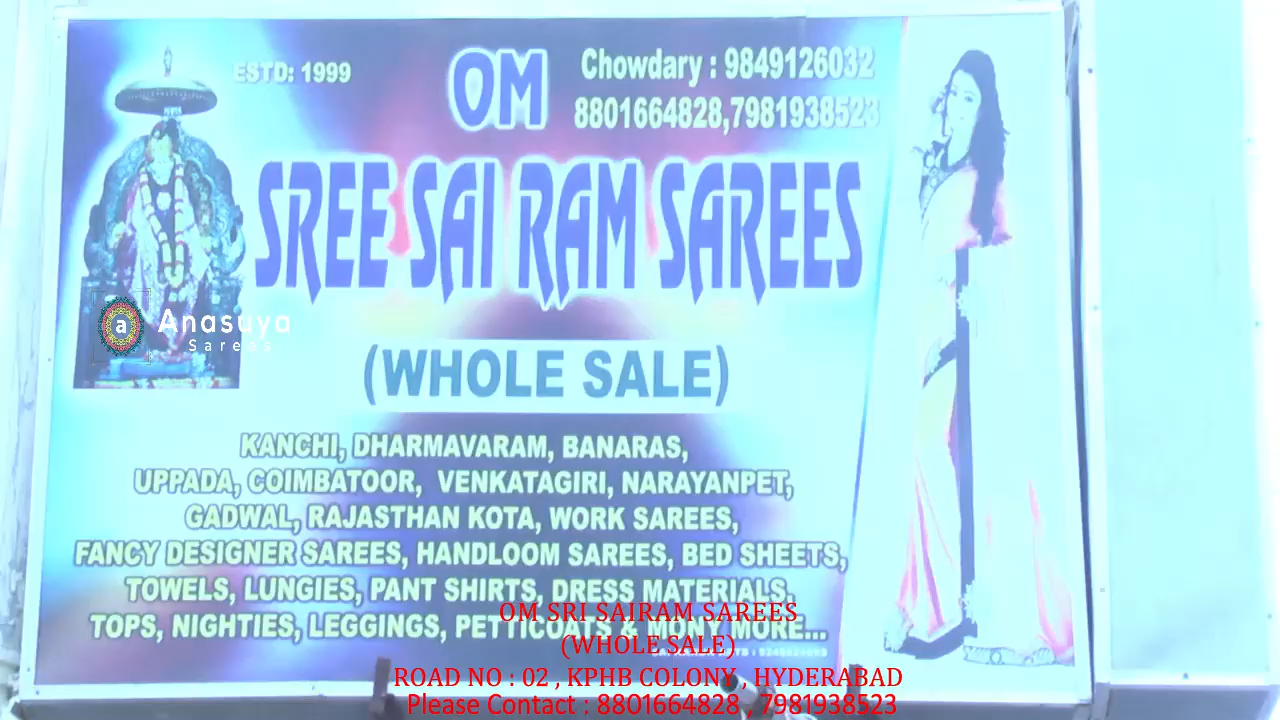 ESTD: 1999
OM
Chowdary : 9849126032
8801664828,7981938523
SREE SAI RAM SAREES
a Anasuya
Sarees
(WHOLE SALE)
KANCHI, DHARMAVARAM, BANARAS,
UPPADA, COIMBATOOR, VENKATAGIRI, NARAYANPET,
GADWAL, RAJASTHAN KOTA, WORK SAREES,
FANCY DESIGNER SAREES, HANDLOOM SAREES, BED SHEETS,
TOWELS, LUNGIES, PANT SHIRTS, DRESS MATERIALS,
TOPS, NIGHTIES, LEGGINGS, PETTICOATS & MORE...
OM SRI SAIRAM SAREES
(WHOLE SALE)
ROAD NO : 02 , KPHB COLONY , HYDERABAD
Please Contact : 8801664828 , 7981938523